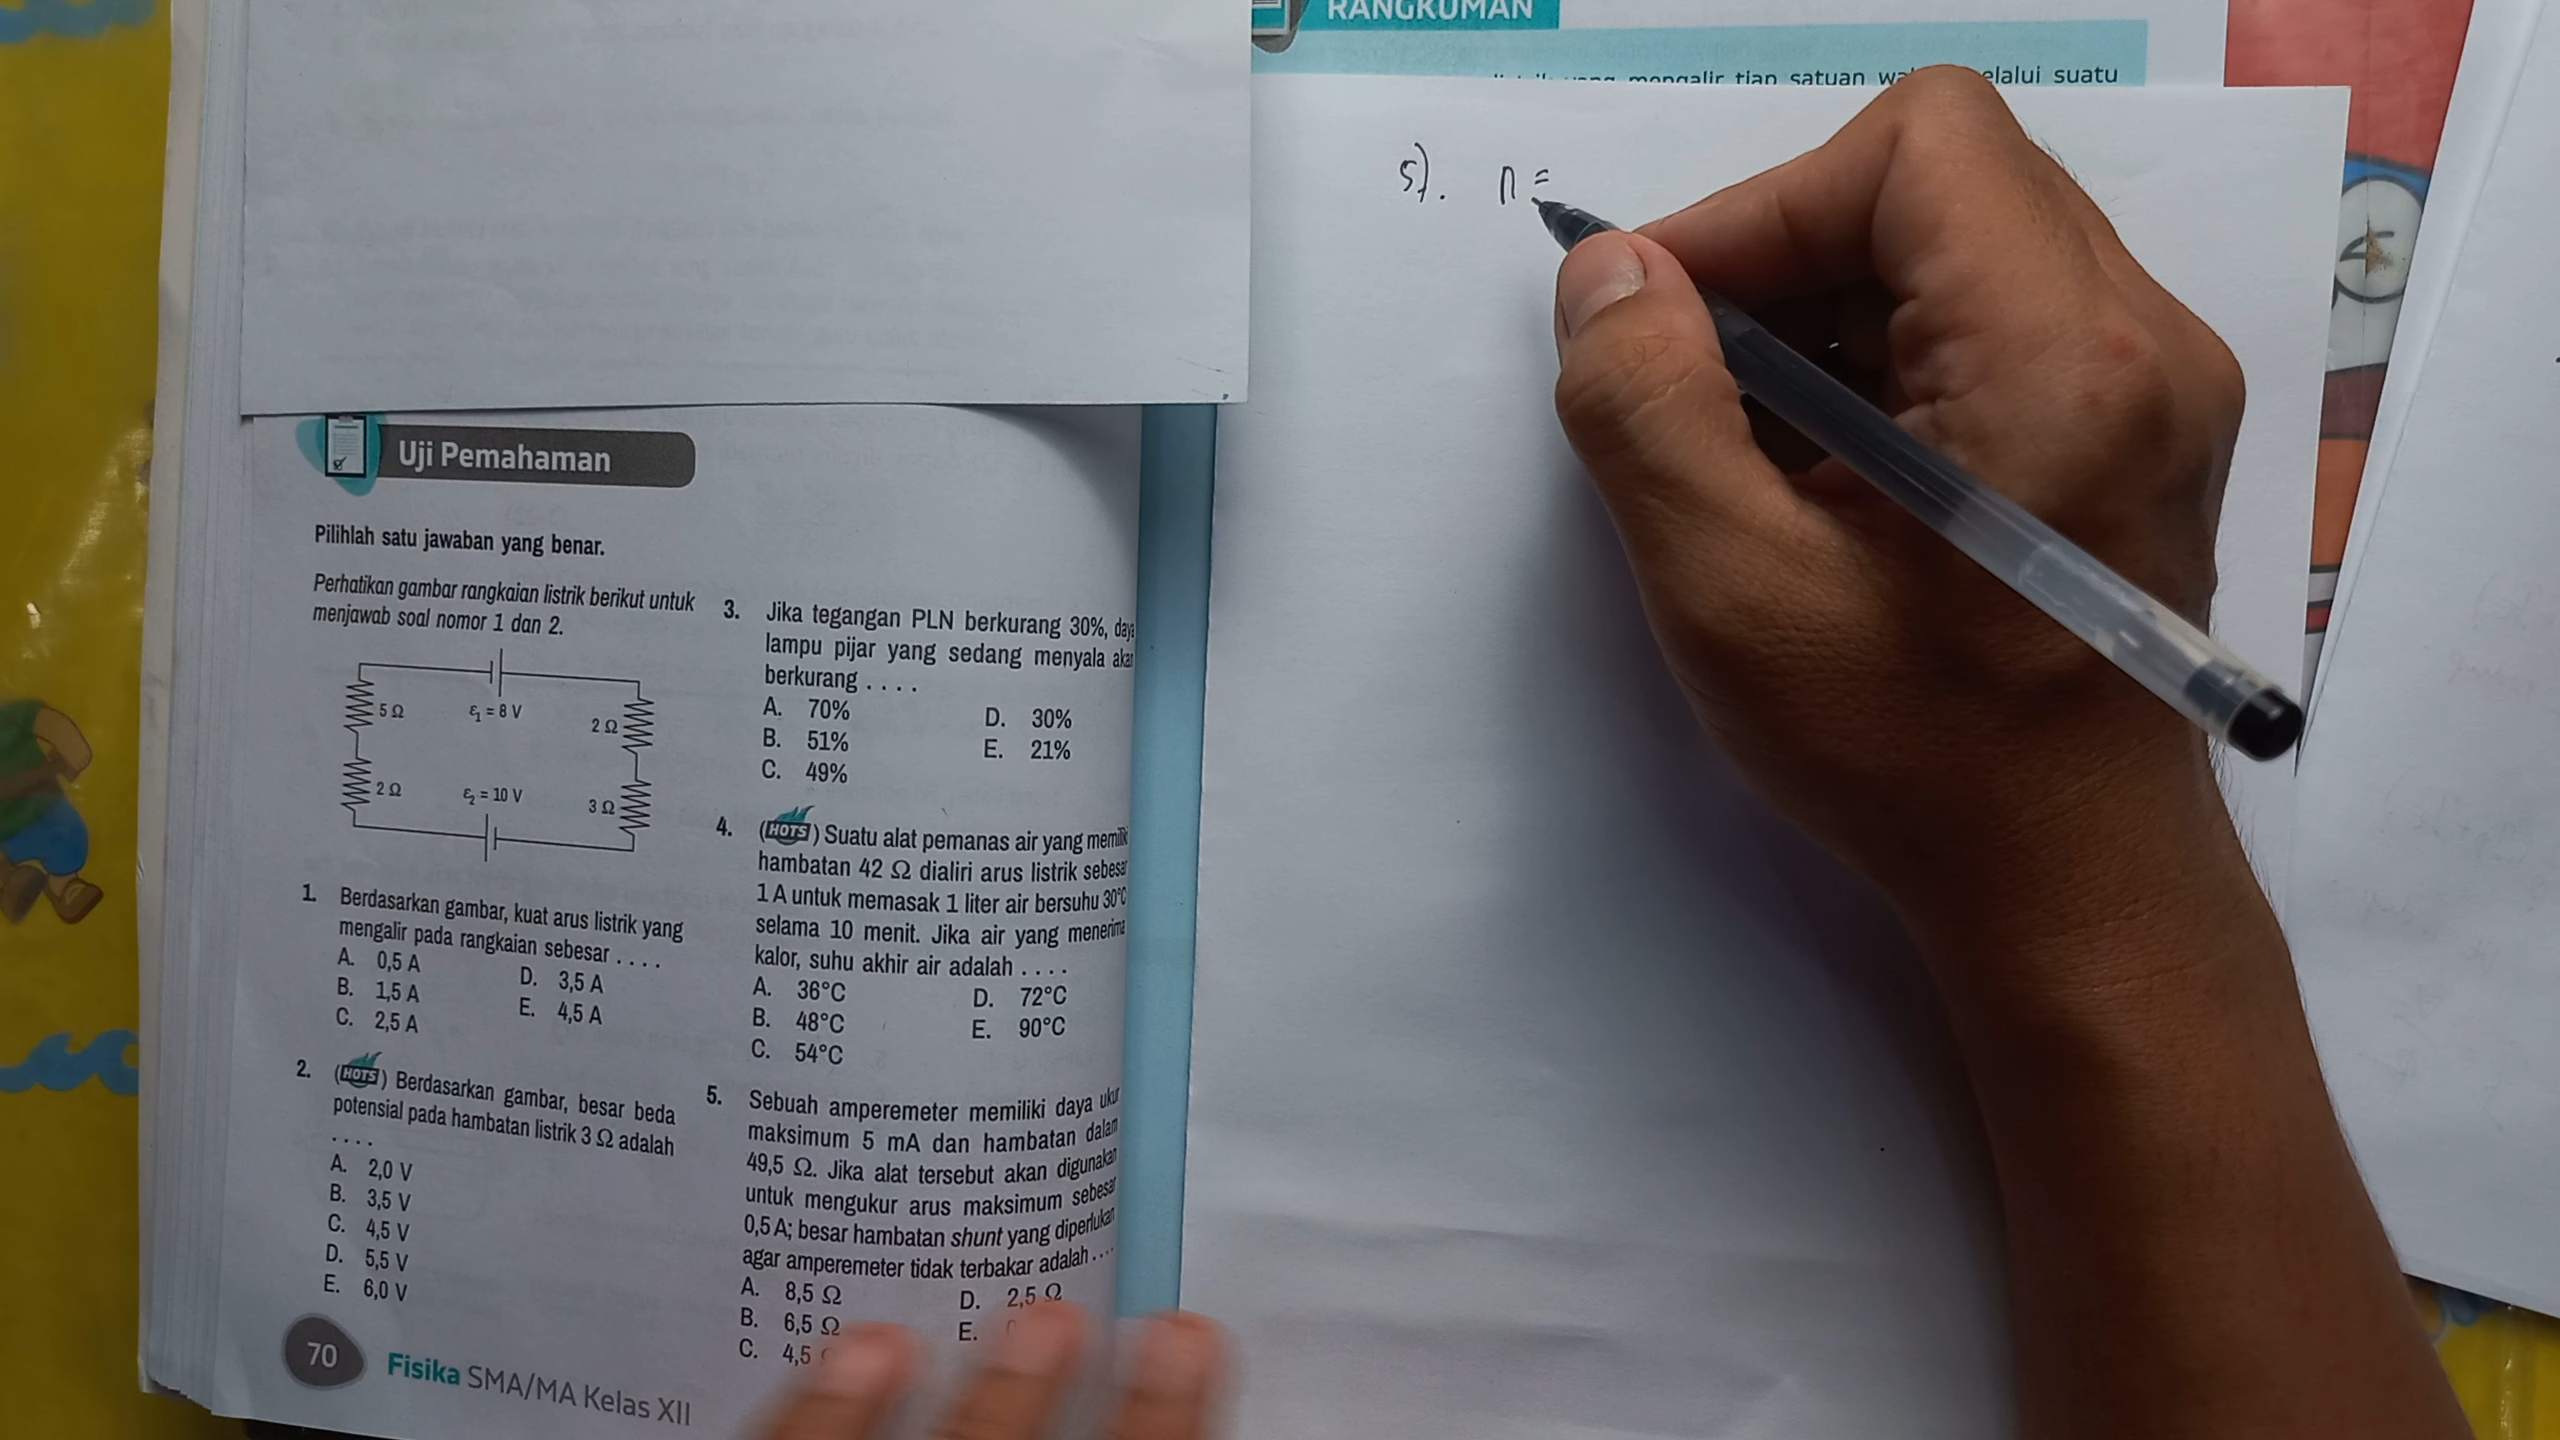 RANGKUMAN
mengalir tiap satuan elalui suatu
5). n =
Uji Pemahaman
Pilihlah satu jawaban yang benar.
Perhatikan gambar rangkaian listrik berikut untuk
menjawab soal nomor 1 dan 2.
5 Ω
ε₁ = 8 V
2 Ω
2 Ω
ε₂ = 10 V
3 Ω
1. Berdasarkan gambar, kuat arus listrik yang
mengalir pada rangkaian sebesar . . . .
A. 0,5 A D. 3,5 A
B. 1,5 A E. 4,5 A
C. 2,5 A
2. (HOTS) Berdasarkan gambar, besar beda
potensial pada hambatan listrik 3 Ω adalah
. . . .
A. 2,0 V
B. 3,5 V
C. 4,5 V
D. 5,5 V
E. 6,0 V
3. Jika tegangan PLN berkurang 30%, daya
lampu pijar yang sedang menyala akan
berkurang . . . .
A. 70% D. 30%
B. 51% E. 21%
C. 49%
4. (HOTS) Suatu alat pemanas air yang memilik
hambatan 42 Ω dialiri arus listrik sebesar
1 A untuk memasak 1 liter air bersuhu 30°C
selama 10 menit. Jika air yang menerima
kalor, suhu akhir air adalah . . . .
A. 36°C D. 72°C
B. 48°C E. 90°C
C. 54°C
5. Sebuah amperemeter memiliki daya ukur
maksimum 5 mA dan hambatan dalam
49,5 Ω. Jika alat tersebut akan digunakan
untuk mengukur arus maksimum sebesar
0,5 A; besar hambatan shunt yang diperlukan
agar amperemeter tidak terbakar adalah . . . .
A. 8,5 Ω D. 2,5 Ω
B. 6,5 Ω E.
C. 4,5
70 Fisika SMA/MA Kelas XII